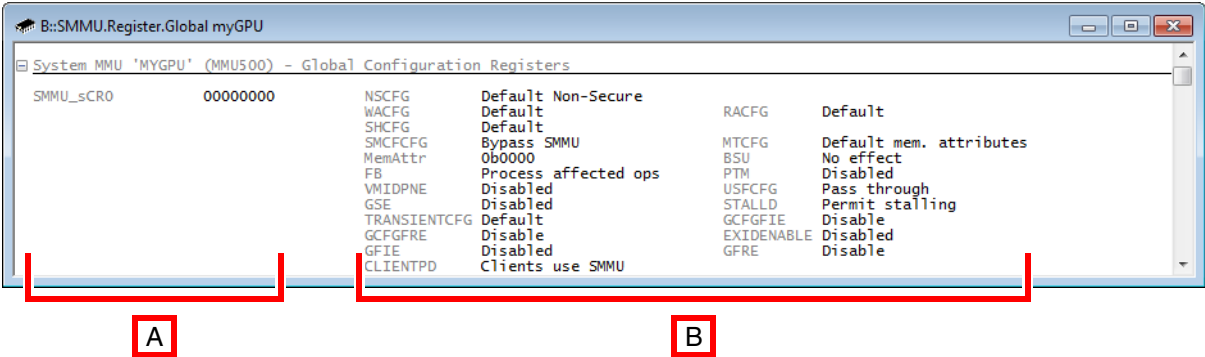 B::SMMU.Register.Global myGPU
System MMU 'MYGPU' (MMU500) - Global Configuration Registers
SMMU_sCR0 00000000 NSCFG Default Non-Secure
WACFG Default RACFG Default
SHCFG Default
SMCFCFG Bypass SMMU MTCFG Default mem. attributes
MemAttr 0b0000 BSU No effect
FB Process affected ops PTM Disabled
VMIDPNE Disabled USFCFG Pass through
GSE Disabled STALLD Permit stalling
TRANSIENTCFG Default GCFGFIE Disable
GCFGFRE Disable EXIDENABLE Disabled
GFIE Disabled GFRE Disable
CLIENTPD Clients use SMMU
A B